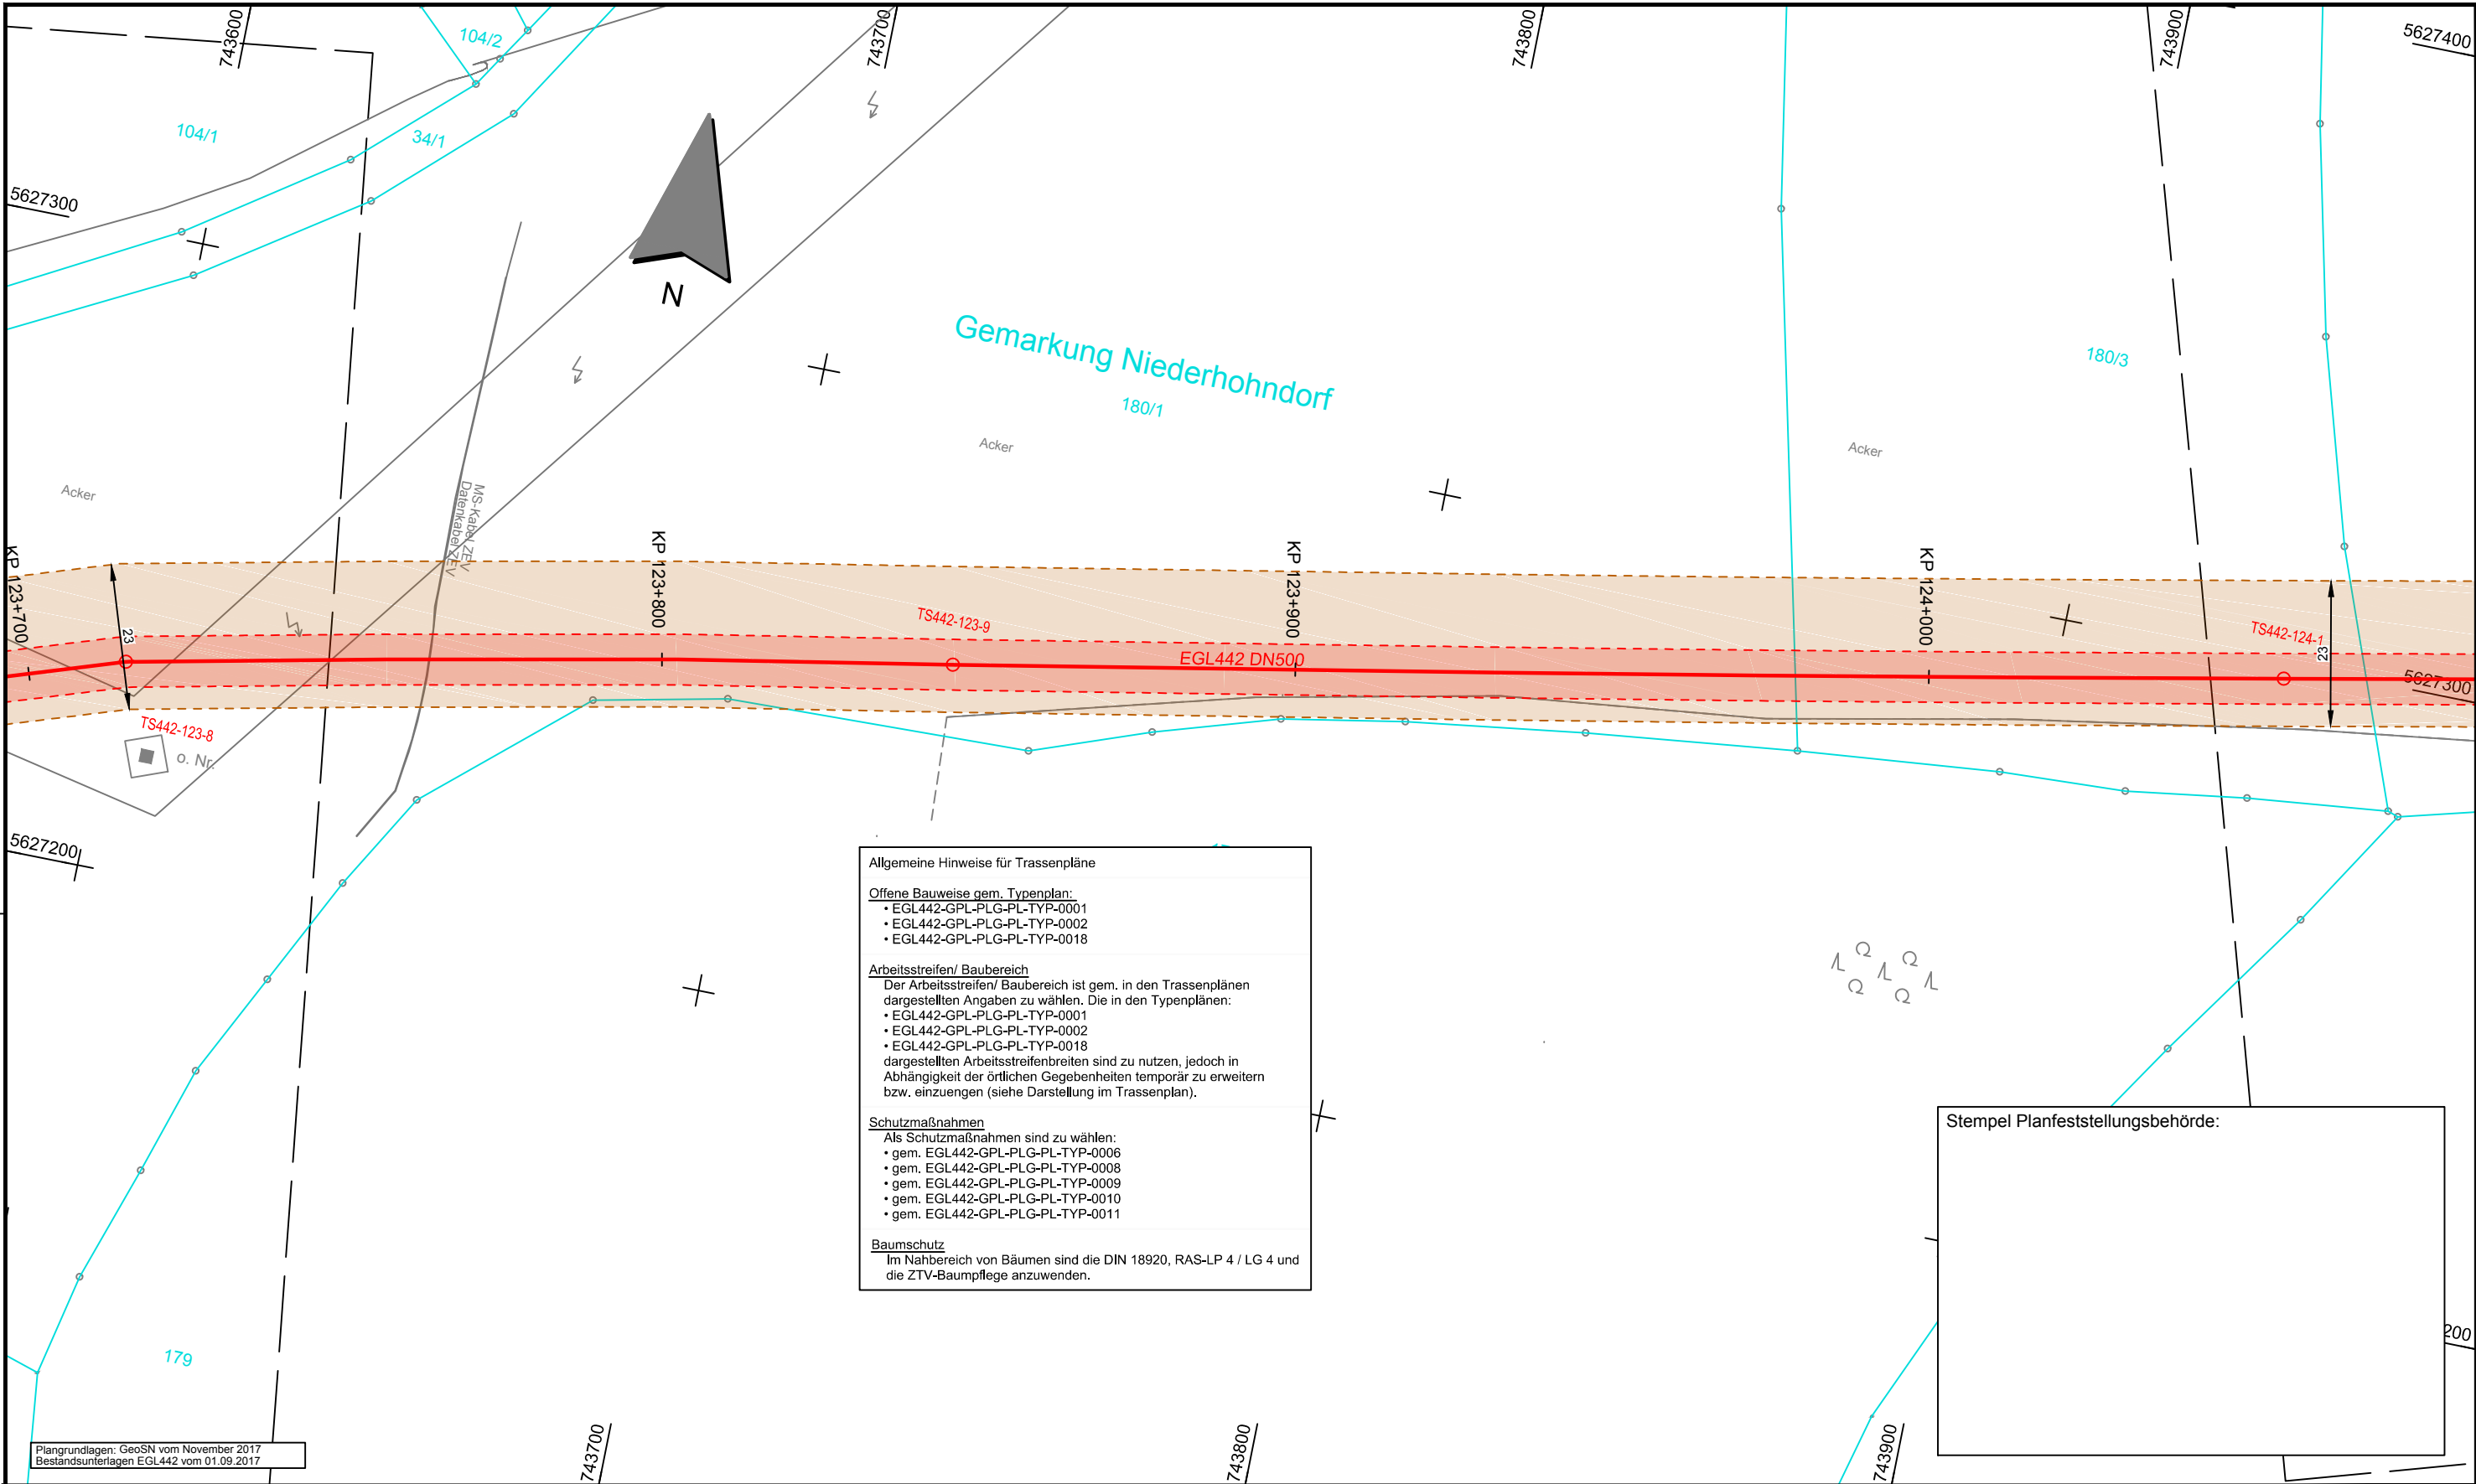 743600
104/2
743700
743800
743900
5627400
104/1
34/1
5627300
N
Gemarkung Niederhohndorf
180/1
180/3
Acker
Acker
Acker
MS-Kabel ZEV
Datenkabel ZEV
KP 123+700
KP 123+800
KP 123+900
KP 124+000
23
TS442-123-9
EGL442 DN500
TS442-124-1
23
5627300
TS442-123-8
o. Nr.
5627200
Allgemeine Hinweise für Trassenpläne
Offene Bauweise gem. Typenplan:
• EGL442-GPL-PLG-PL-TYP-0001
• EGL442-GPL-PLG-PL-TYP-0002
• EGL442-GPL-PLG-PL-TYP-0018
Arbeitsstreifen/ Baubereich
Der Arbeitsstreifen/ Baubereich ist gem. in den Trassenplänen
dargestellten Angaben zu wählen. Die in den Typenplänen:
• EGL442-GPL-PLG-PL-TYP-0001
• EGL442-GPL-PLG-PL-TYP-0002
• EGL442-GPL-PLG-PL-TYP-0018
dargestellten Arbeitsstreifenbreiten sind zu nutzen, jedoch in
Abhängigkeit der örtlichen Gegebenheiten temporär zu erweitern
bzw. einzuengen (siehe Darstellung im Trassenplan).
Schutzmaßnahmen
Als Schutzmaßnahmen sind zu wählen:
• gem. EGL442-GPL-PLG-PL-TYP-0006
• gem. EGL442-GPL-PLG-PL-TYP-0008
• gem. EGL442-GPL-PLG-PL-TYP-0009
• gem. EGL442-GPL-PLG-PL-TYP-0010
• gem. EGL442-GPL-PLG-PL-TYP-0011
Baumschutz
Im Nahbereich von Bäumen sind die DIN 18920, RAS-LP 4 / LG 4 und
die ZTV-Baumpflege anzuwenden.
Stempel Planfeststellungsbehörde:
200
179
743700
743800
743900
Plangrundlagen: GeoSN vom November 2017
Bestandsunterlagen EGL442 vom 01.09.2017